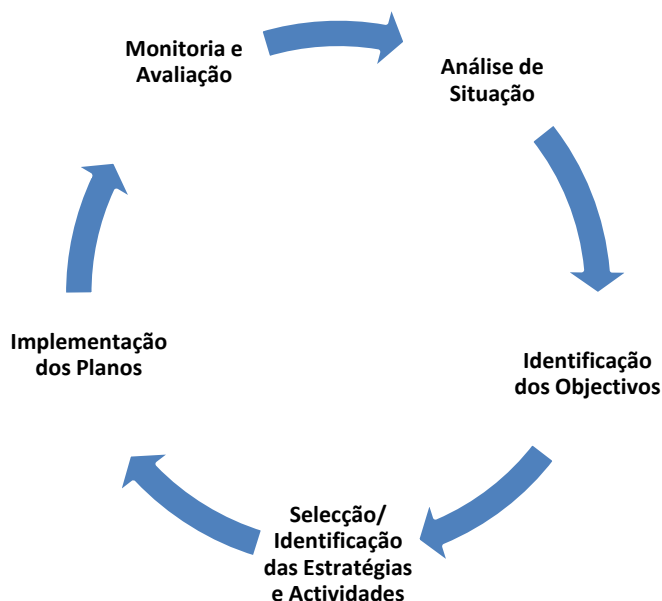 Monitoria e
Avaliação
Análise de
Situação
Identificação
dos Objectivos
Selecção/
Identificação
das Estratégias
e Actividades
Implementação
dos Planos